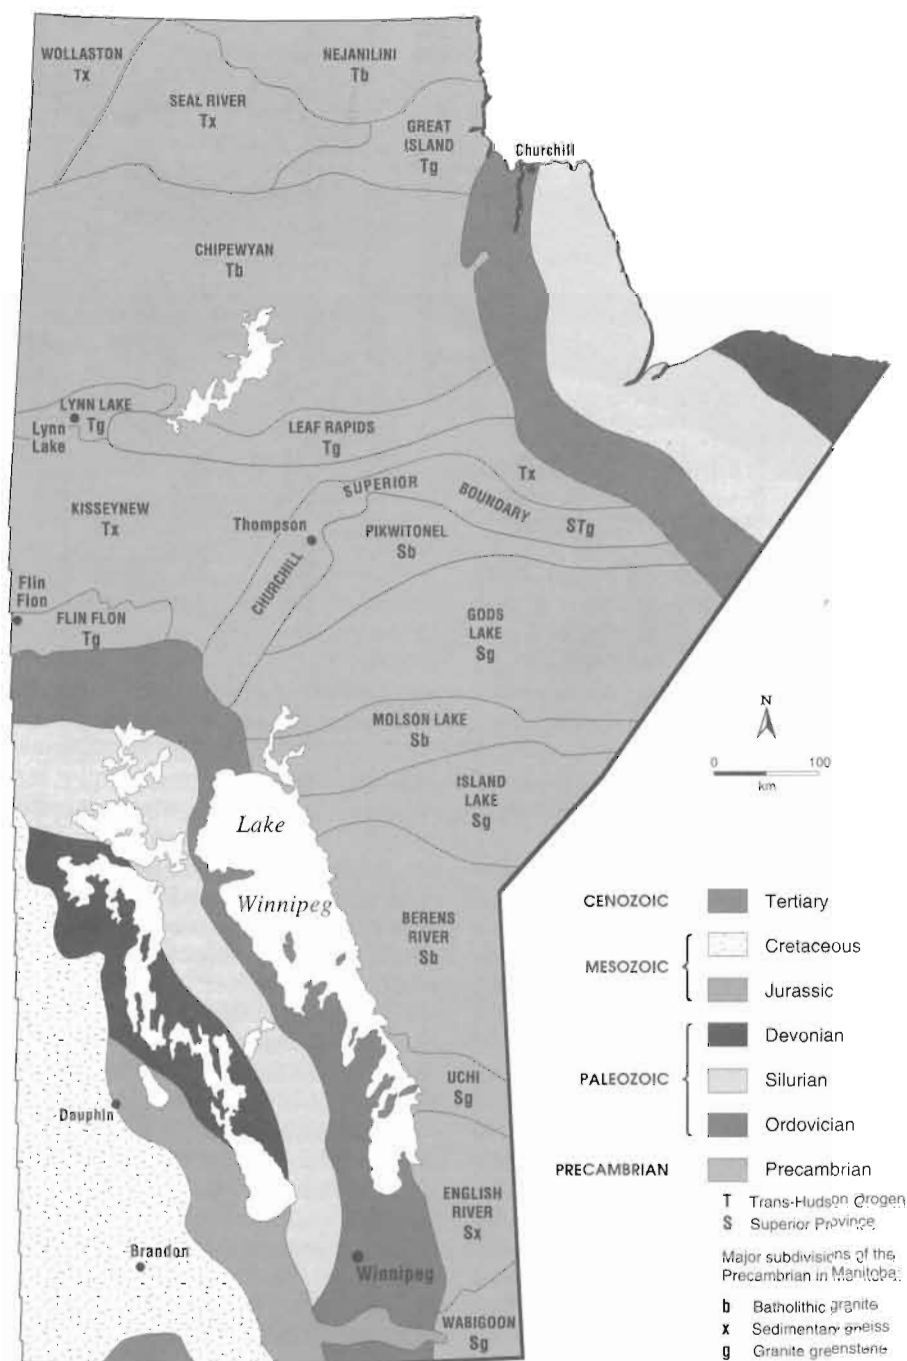 WOLLASTON
Tx
NEJANILINI
Tb
SEAL RIVER
Tx
GREAT
ISLAND
Tg
Churchill
CHIPEWYAN
Tb
LYNN LAKE
Tg
Lynn
Lake
LEAF RAPIDS
Tg
Tx
SUPERIOR
BOUNDARY
STg
CHURCHILL
KISSEYNEW
Tx
Thompson
PIKWITONEL
Sb
Flin
Flon
FLIN FLON
Tg
GODS
LAKE
Sg
MOLSON LAKE
Sb
ISLAND
LAKE
Sg
N
0 100
km
Lake
Winnipeg
BERENS
RIVER
Sb
UCHI
Sg
Dauphin
ENGLISH
RIVER
Sx
Brandon
Winnipeg
WABIGOON
Sg
CENOZOIC
Tertiary
MESOZOIC
Cretaceous
Jurassic
PALEOZOIC
Devonian
Silurian
Ordovician
PRECAMBRIAN
Precambrian
T Trans-Hudson Orogen
S Superior Province
Major subdivisions of the
Precambrian in Manitoba:
b Batholithic granite
x Sedimentary gneiss
g Granite greenstone